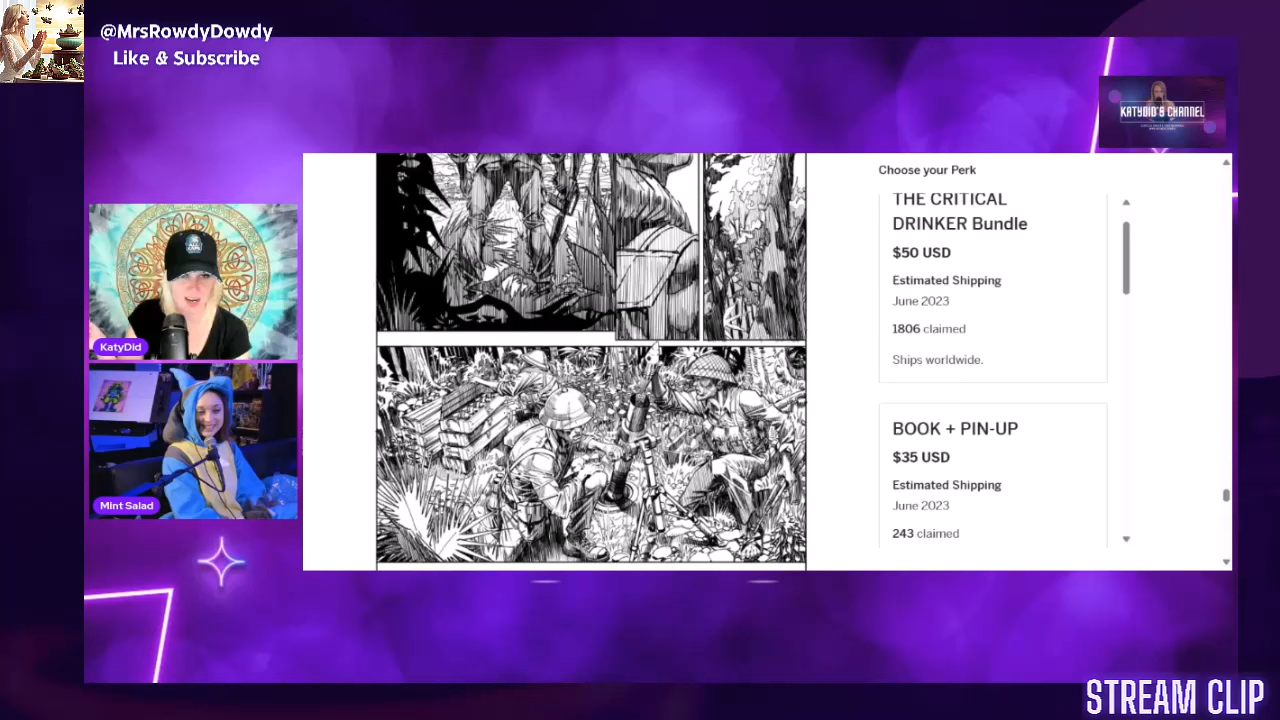 @MrsRowdyDowdy
Like & Subscribe
KATYDID'S CHANNEL
KatyDid
Mint Salad
Choose your Perk
THE CRITICAL
DRINKER Bundle
$50 USD
Estimated Shipping
June 2023
1806 claimed
Ships worldwide.
BOOK + PIN-UP
$35 USD
Estimated Shipping
June 2023
243 claimed
STREAM CLIP